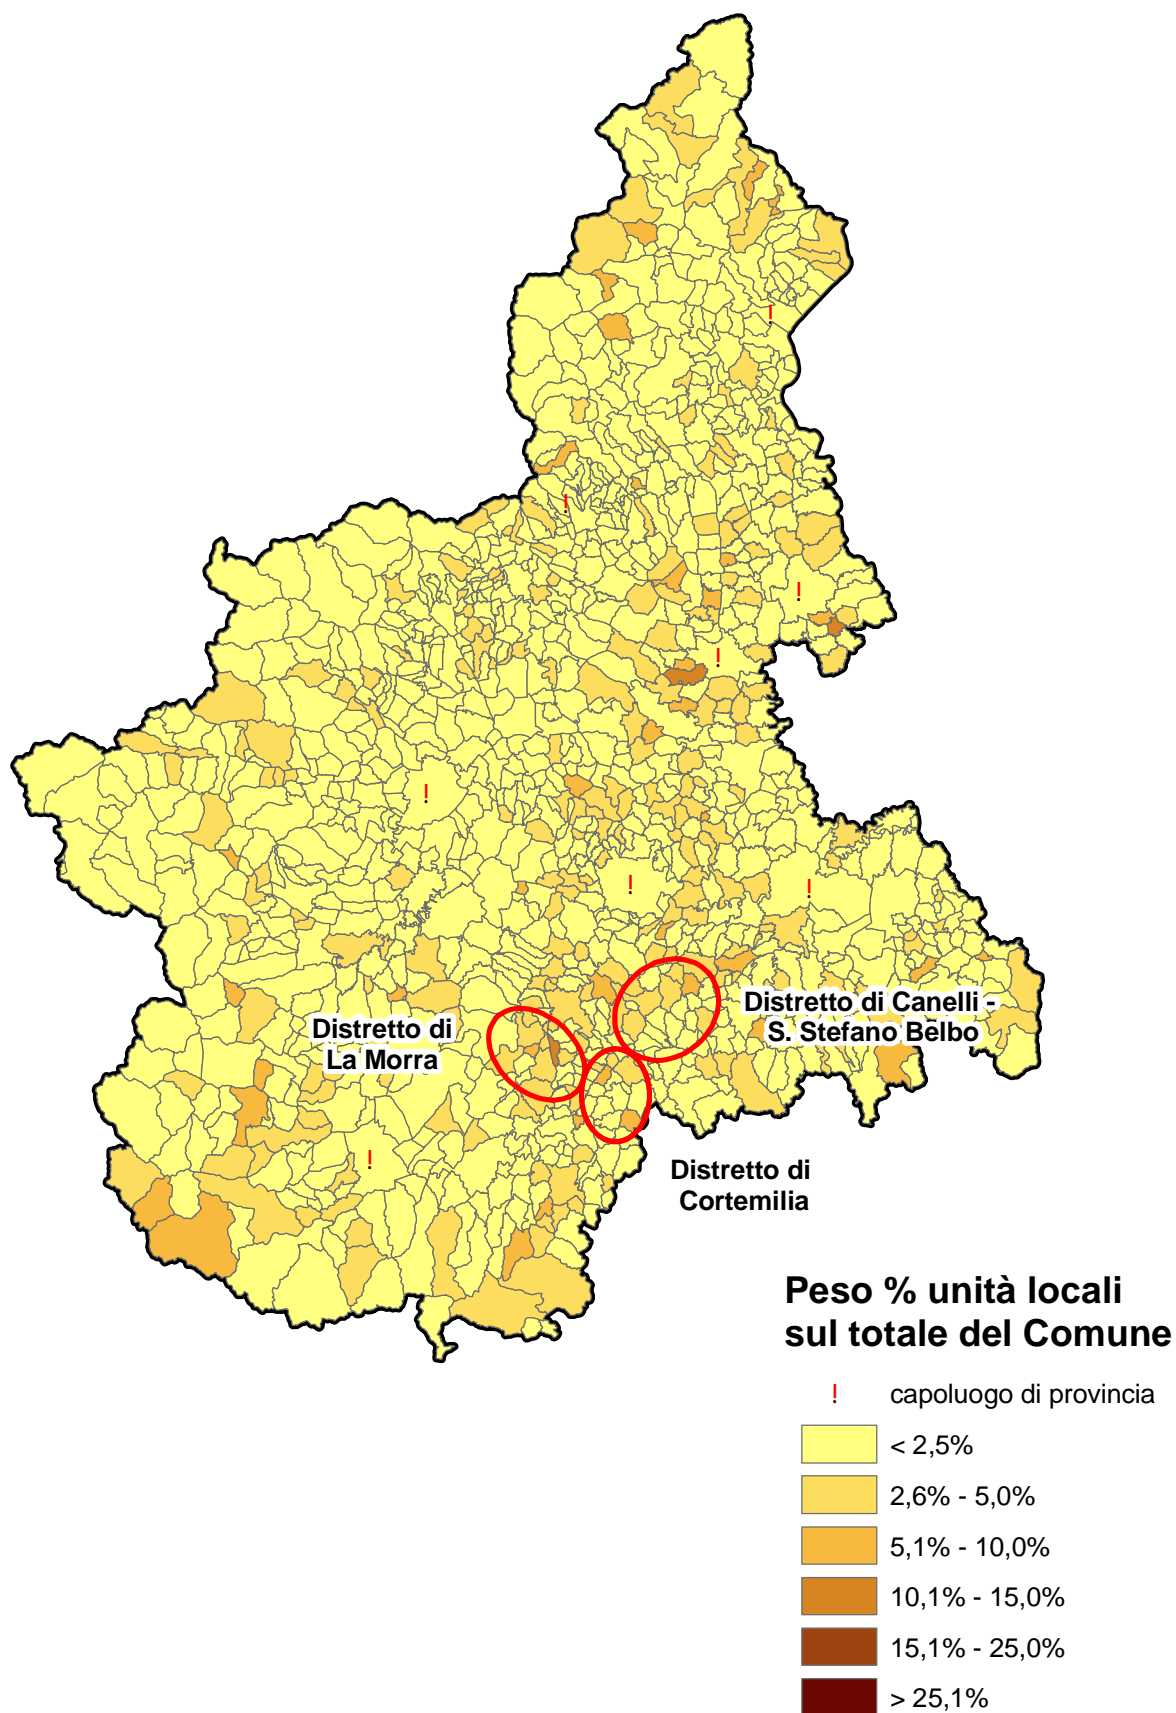 Distretto di Canelli -
S. Stefano Belbo
Distretto di
La Morra
Distretto di
Cortemilia
Peso % unità locali
sul totale del Comune
! capoluogo di provincia
< 2,5%
2,6% - 5,0%
5,1% - 10,0%
10,1% - 15,0%
15,1% - 25,0%
> 25,1%